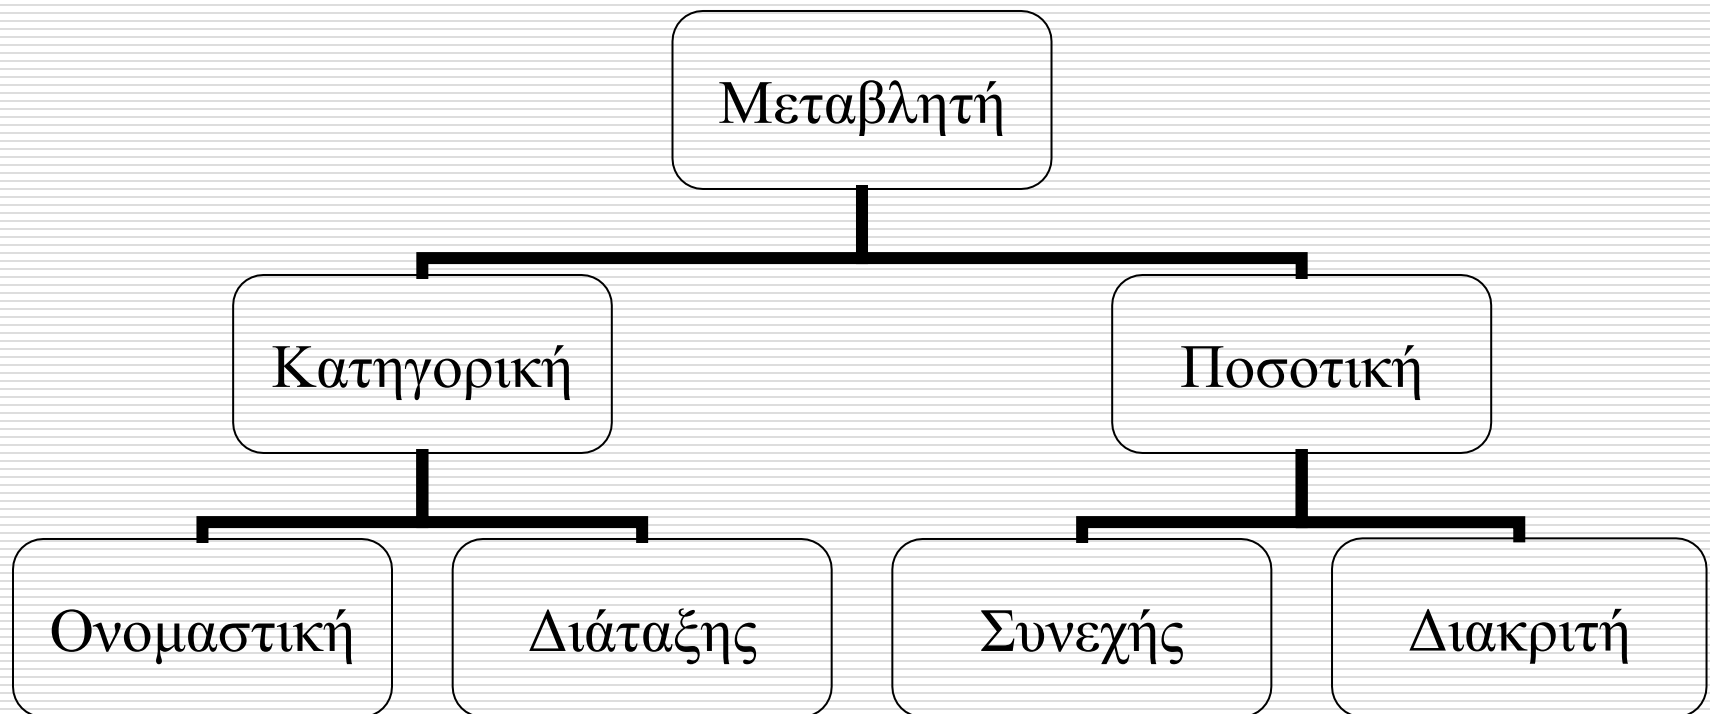 Μεταβλητή
Κατηγορική
Ποσοτική
Ονομαστική
Διάταξης
Συνεχής
Διακριτή